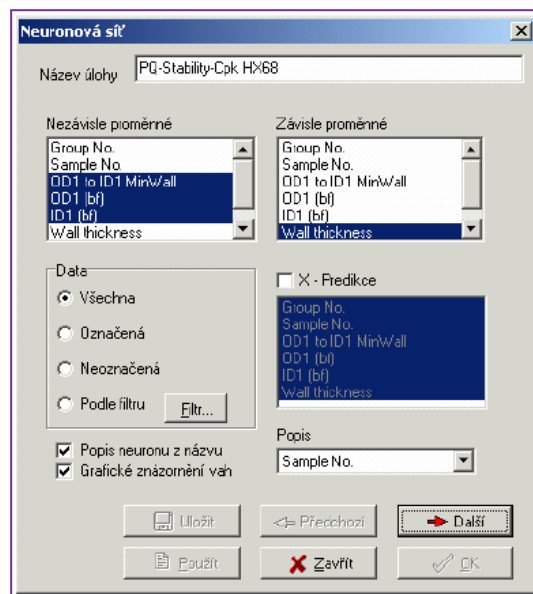 Neuronová síť
Název úlohy PQ-Stability-Cpk HX68
Nezávisle proměnné
Group No.
Sample No.
OD1 to ID1 MinWall
OD1 (bf)
ID1 (bf)
Wall thickness
Závisle proměnné
Group No.
Sample No.
OD1 to ID1 MinWall
OD1 (bf)
ID1 (bf)
Wall thickness
Data
Všechna
Označená
Neoznačená
Podle filtru Filtr...
X - Predikce
Group No.
Sample No.
OD1 to ID1 MinWall
OD1 (bf)
ID1 (bf)
Wall thickness
Popis neuronu z názvu
Grafické znázornění vah
Popis
Sample No.
Uložit Předchozí Další
Použít Zavřít OK